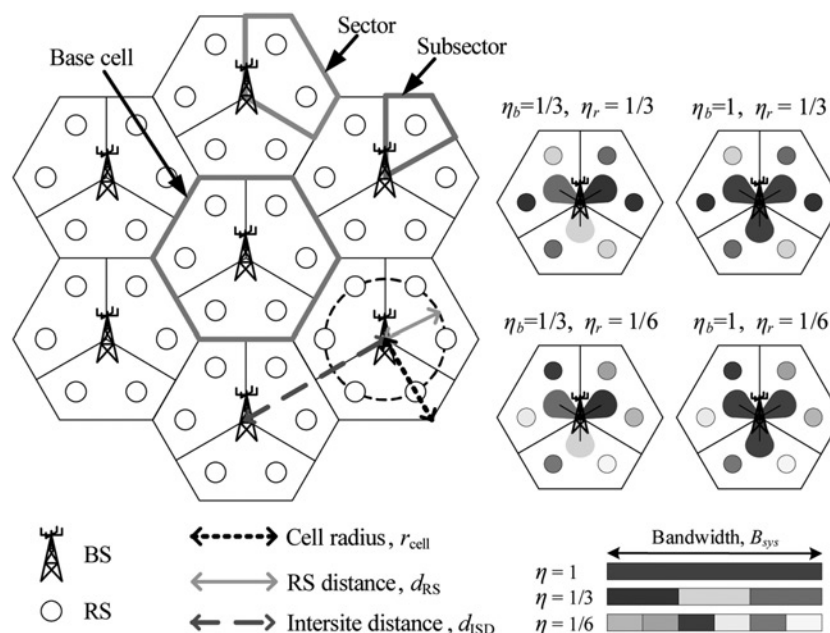 Sector
Subsector
Base cell
ηb=1/3, ηr = 1/3
ηb=1, ηr = 1/3
ηb=1/3, ηr = 1/6
ηb=1, ηr = 1/6
BS
RS
Cell radius, rcell
RS distance, dRS
Intersite distance, dISD
Bandwidth, Bsys
η = 1
η = 1/3
η = 1/6